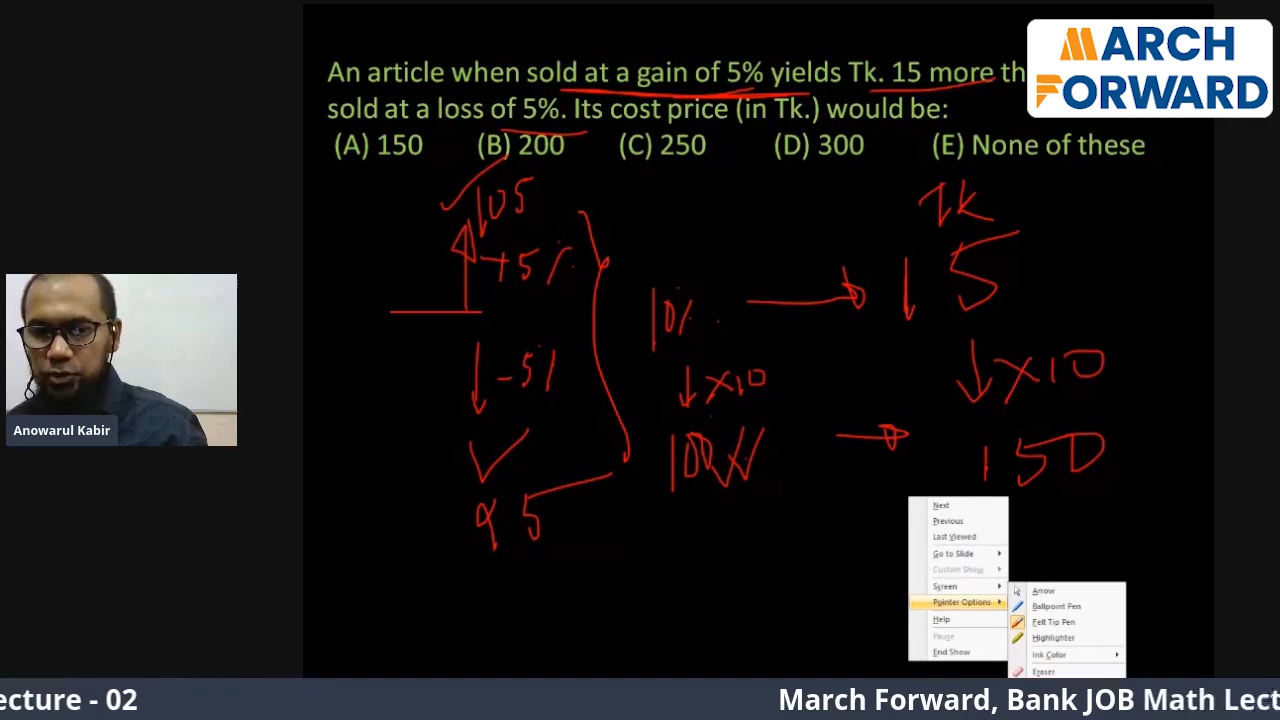 An article when sold at a gain of 5% yields Tk. 15 more th
MARCH
FORWARD
sold at a loss of 5%. Its cost price (in Tk.) would be:
(A) 150 (B) 200 (C) 250 (D) 300 (E) None of these
105
Tk
+5%
10% 15
-5% ×10 ×10
100% 150
95
Anowarul Kabir
Next
Previous
Last Viewed
Go to Slide
Custom Show
Screen
Pointer Options
Help
Pause
End Show
Arrow
Ballpoint Pen
Felt Tip Pen
Highlighter
Ink Color
Eraser
ecture - 02 March Forward, Bank JOB Math Lect